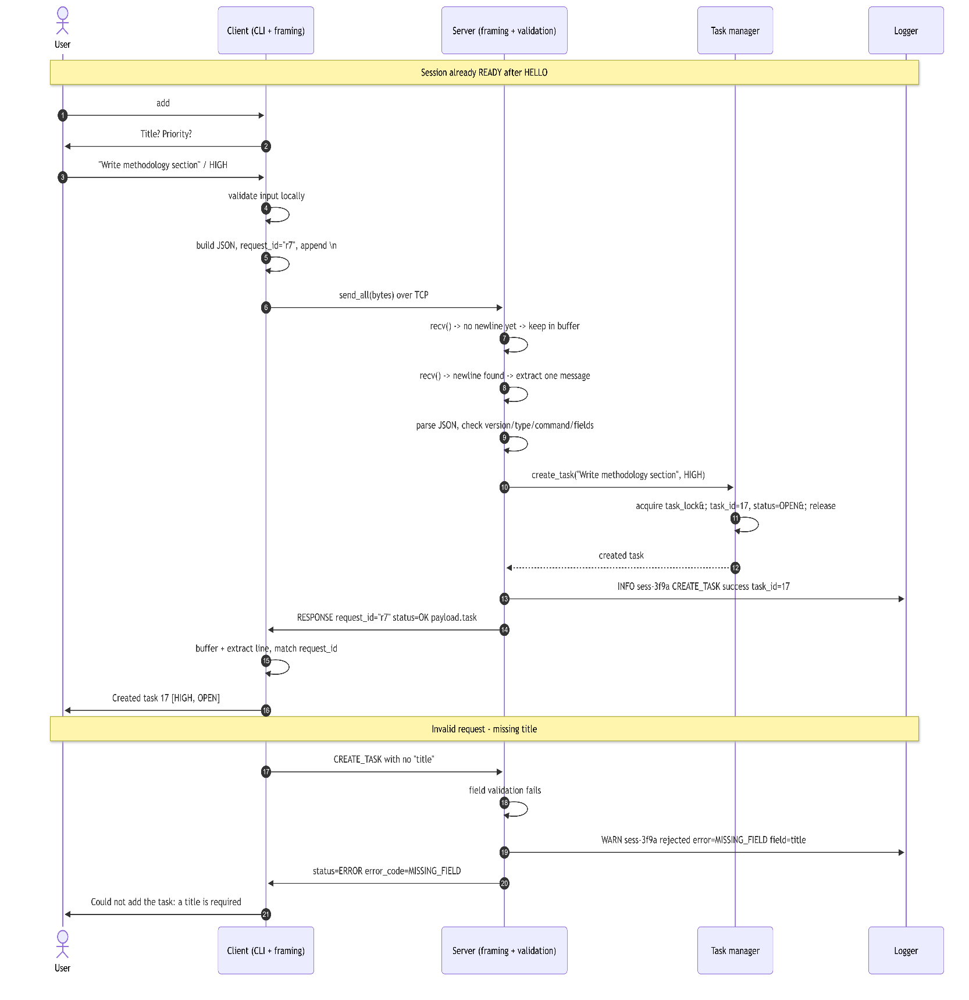 User
Client (CLI + framing)
Server (framing + validation)
Task manager
Logger
Session already READY after HELLO
add
1
Title? Priority?
2
"Write methodology section" / HIGH
3
validate input locally
4
build JSON, request_id="r7", append \n
5
send_all(bytes) over TCP
6
recv() -> no newline yet -> keep in buffer
7
recv() -> newline found -> extract one message
8
parse JSON, check version/type/command/fields
9
create_task("Write methodology section", HIGH)
10
acquire task_lock&; task_id=17, status=OPEN&; release
11
created task
12
INFO sess-3f9a CREATE_TASK success task_id=17
13
RESPONSE request_id="r7" status=OK payload.task
14
buffer + extract line, match request_id
15
Created task 17 [HIGH, OPEN]
16
Invalid request - missing title
CREATE_TASK with no "title"
17
field validation fails
18
WARN sess-3f9a rejected error=MISSING_FIELD field=title
19
status=ERROR error_code=MISSING_FIELD
20
Could not add the task: a title is required
21
User
Client (CLI + framing)
Server (framing + validation)
Task manager
Logger